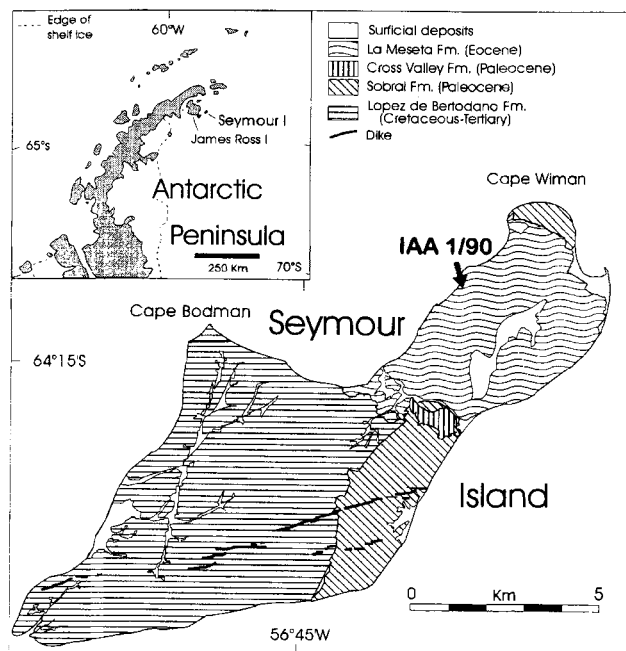 Edge of
shelf ice
60°W
65°S
Seymour I
James Ross I
Antarctic
Peninsula
250 Km
70°S
Surficial deposits
La Meseta Fm. (Eocene)
Cross Valley Fm. (Paleocene)
Sobral Fm. (Paleocene)
Lopez de Bertodano Fm.
(Cretaceous-Tertiary)
Dike
Cape Wiman
IAA 1/90
Cape Bodman
Seymour
64°15'S
Island
0 Km 5
56°45'W